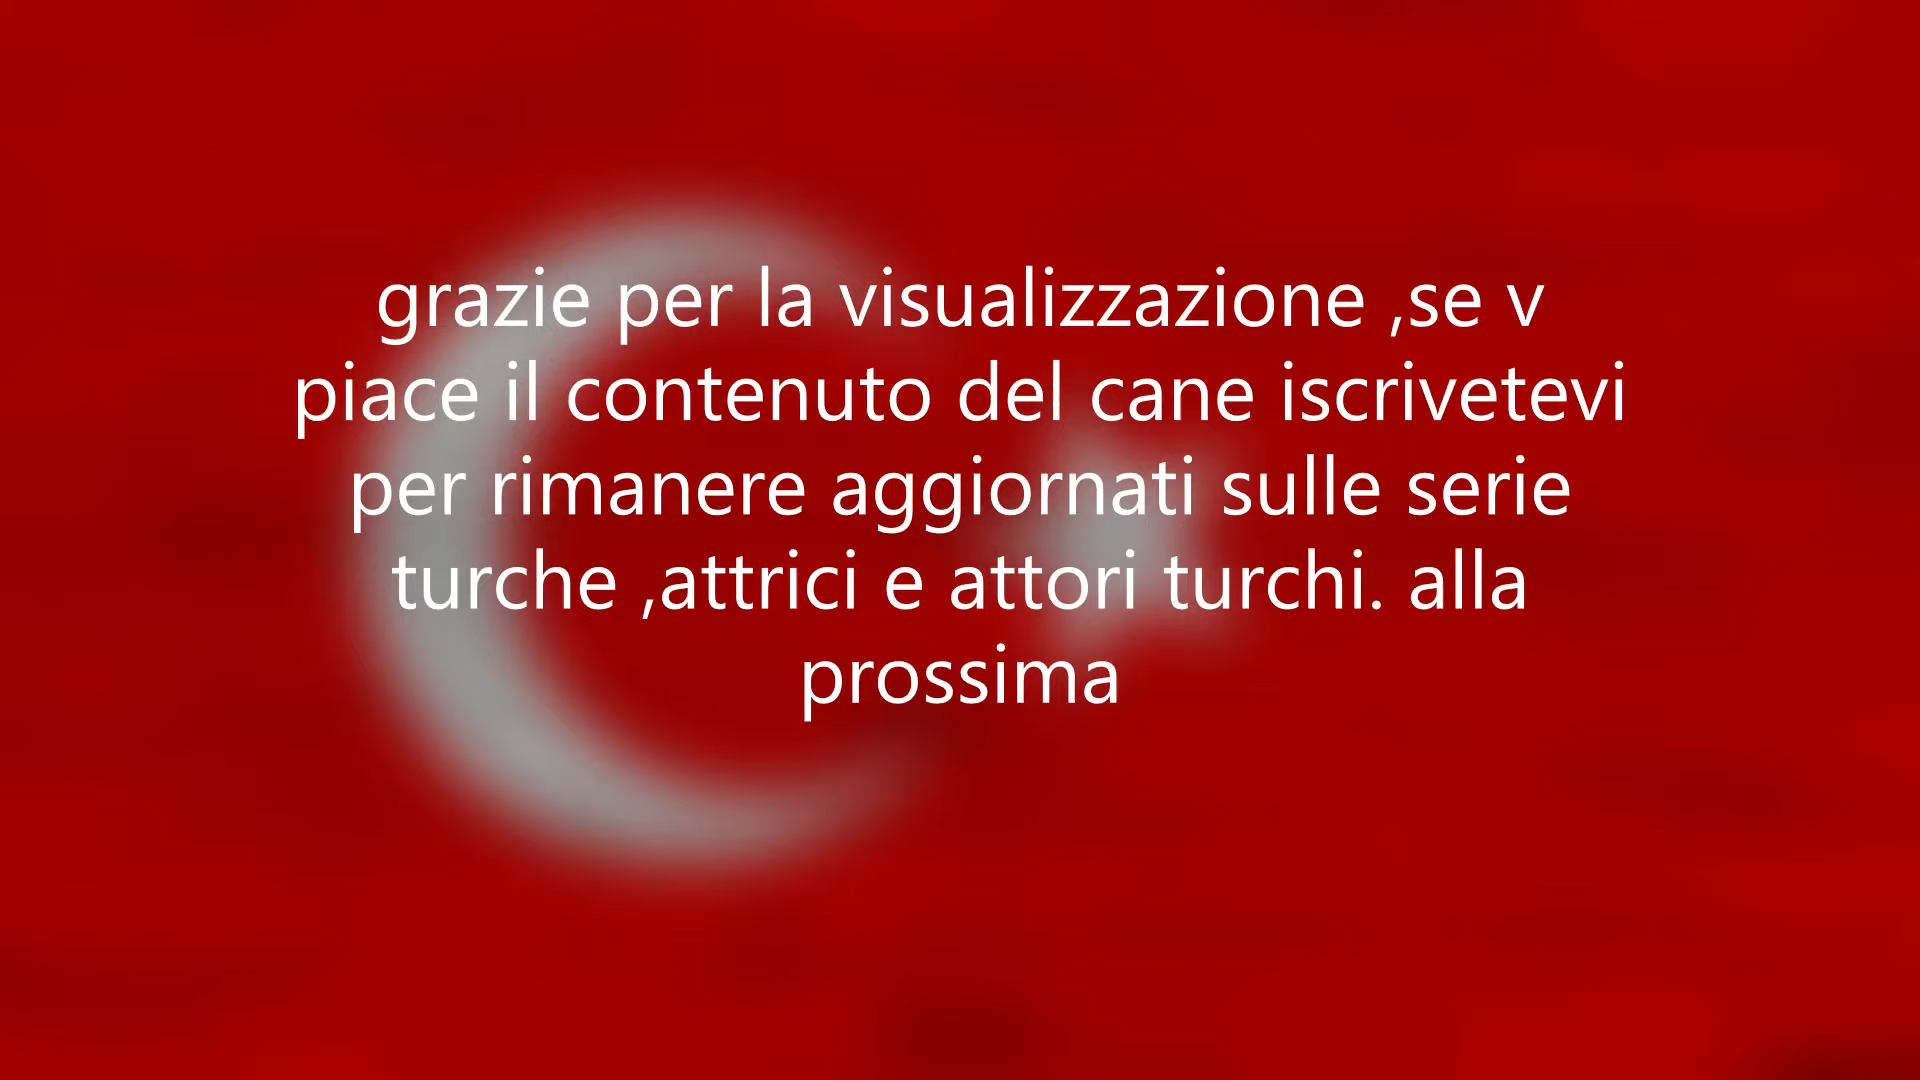 grazie per la visualizzazione ,se v
piace il contenuto del cane iscrivetevi
per rimanere aggiornati sulle serie
turche ,attrici e attori turchi. alla
prossima